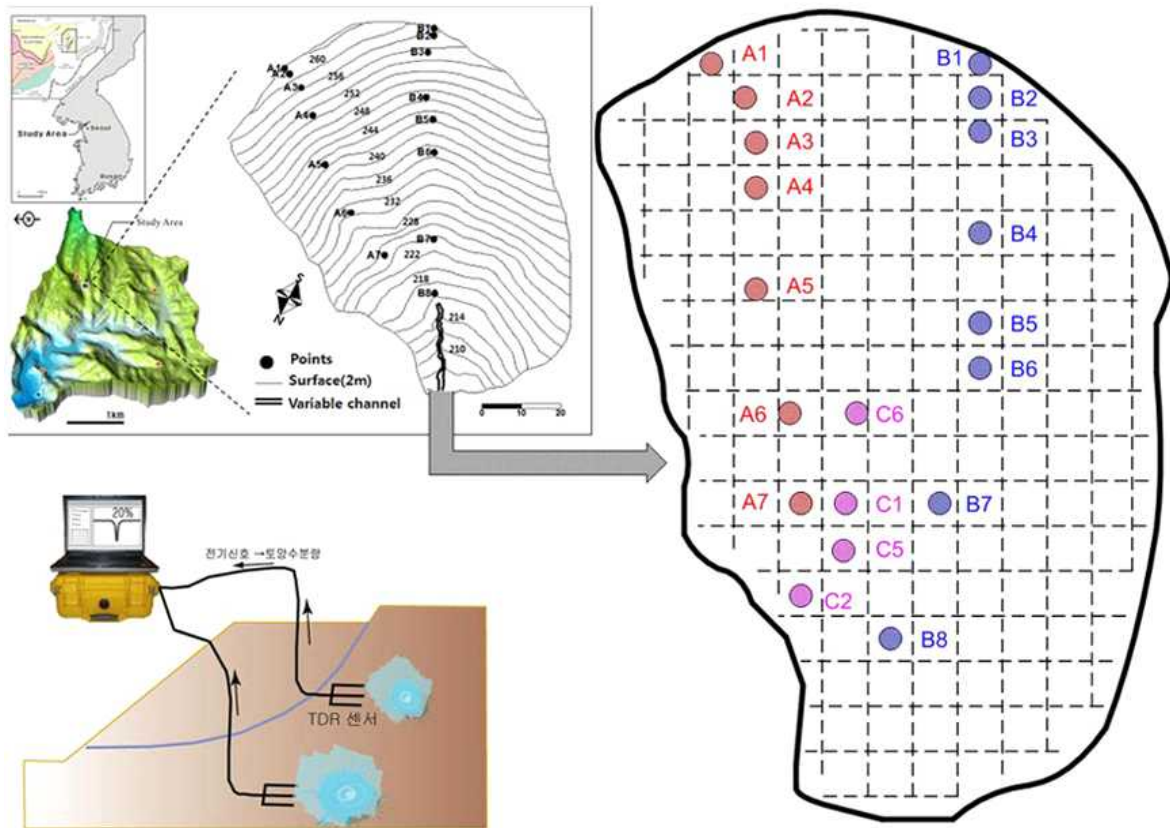 Study Area
Seoul
Busan
Study Area
1km
B1
B2
B3
A1
A2
A3
A4
B4
B5
A5
B6
A6
B7
A7
B8
260
256
252
248
244
240
236
232
228
222
218
214
210
S
N
Points
Surface(2m)
Variable channel
0 10 20
A1
B1
A2
B2
A3
B3
A4
B4
A5
B5
B6
A6
C6
A7
C1
B7
C5
C2
B8
20%
전기신호 →토양수분량
TDR 센서